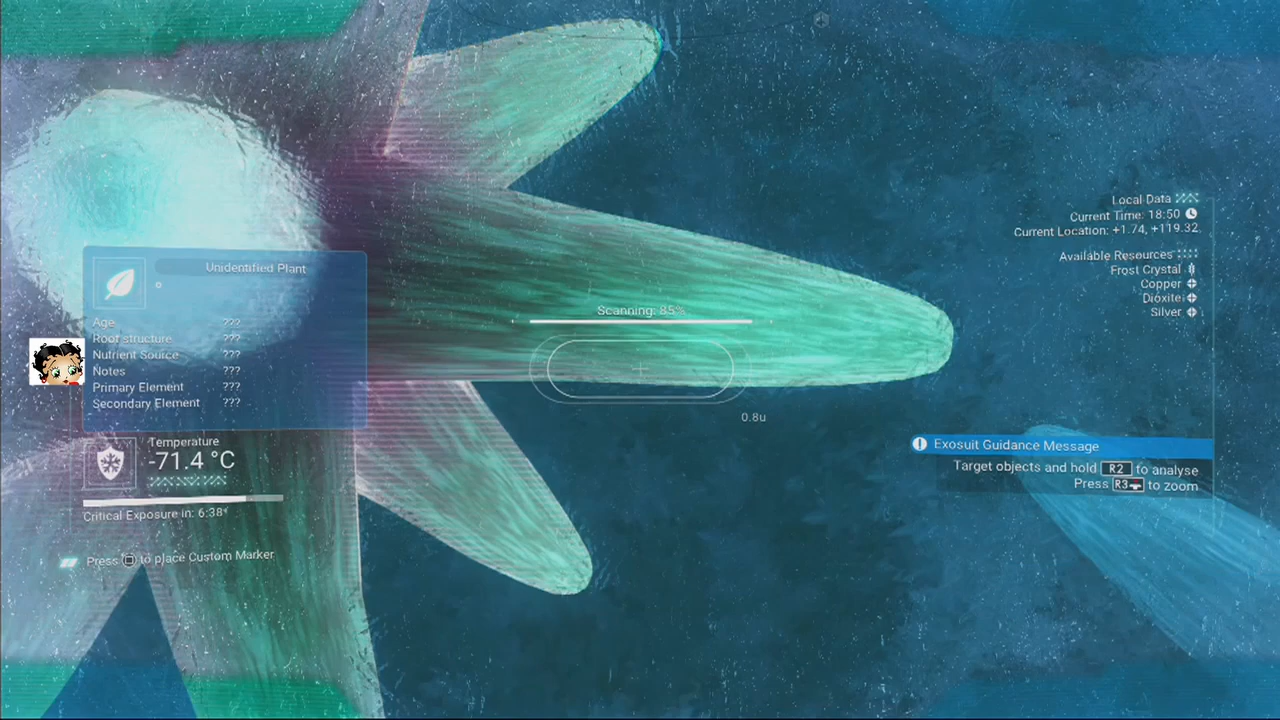 Unidentified Plant
Age ???
Root structure ???
Nutrient Source ???
Notes ???
Primary Element ???
Secondary Element ???
Temperature
-71.4 °C
Critical Exposure in: 6:38
Press to place Custom Marker
Scanning: 85%
0.8u
Local Data
Current Time: 18:50
Current Location: +1.74, +119.32
Available Resources
Frost Crystal
Copper
Dioxite
Silver
Exosuit Guidance Message
Target objects and hold R2 to analyse
Press R3 to zoom